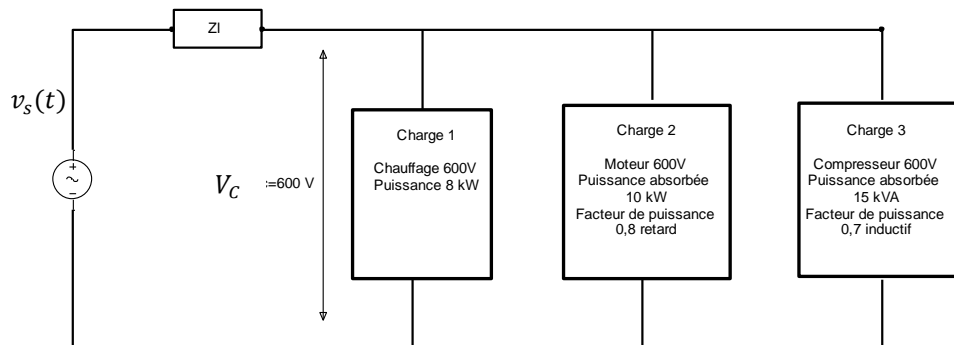 ZI
v_s(t)
+
−
V_C
:=600 V
Charge 1
Chauffage 600V
Puissance 8 kW
Charge 2
Moteur 600V
Puissance absorbée
10 kW
Facteur de puissance
0,8 retard
Charge 3
Compresseur 600V
Puissance absorbée
15 kVA
Facteur de puissance
0,7 inductif